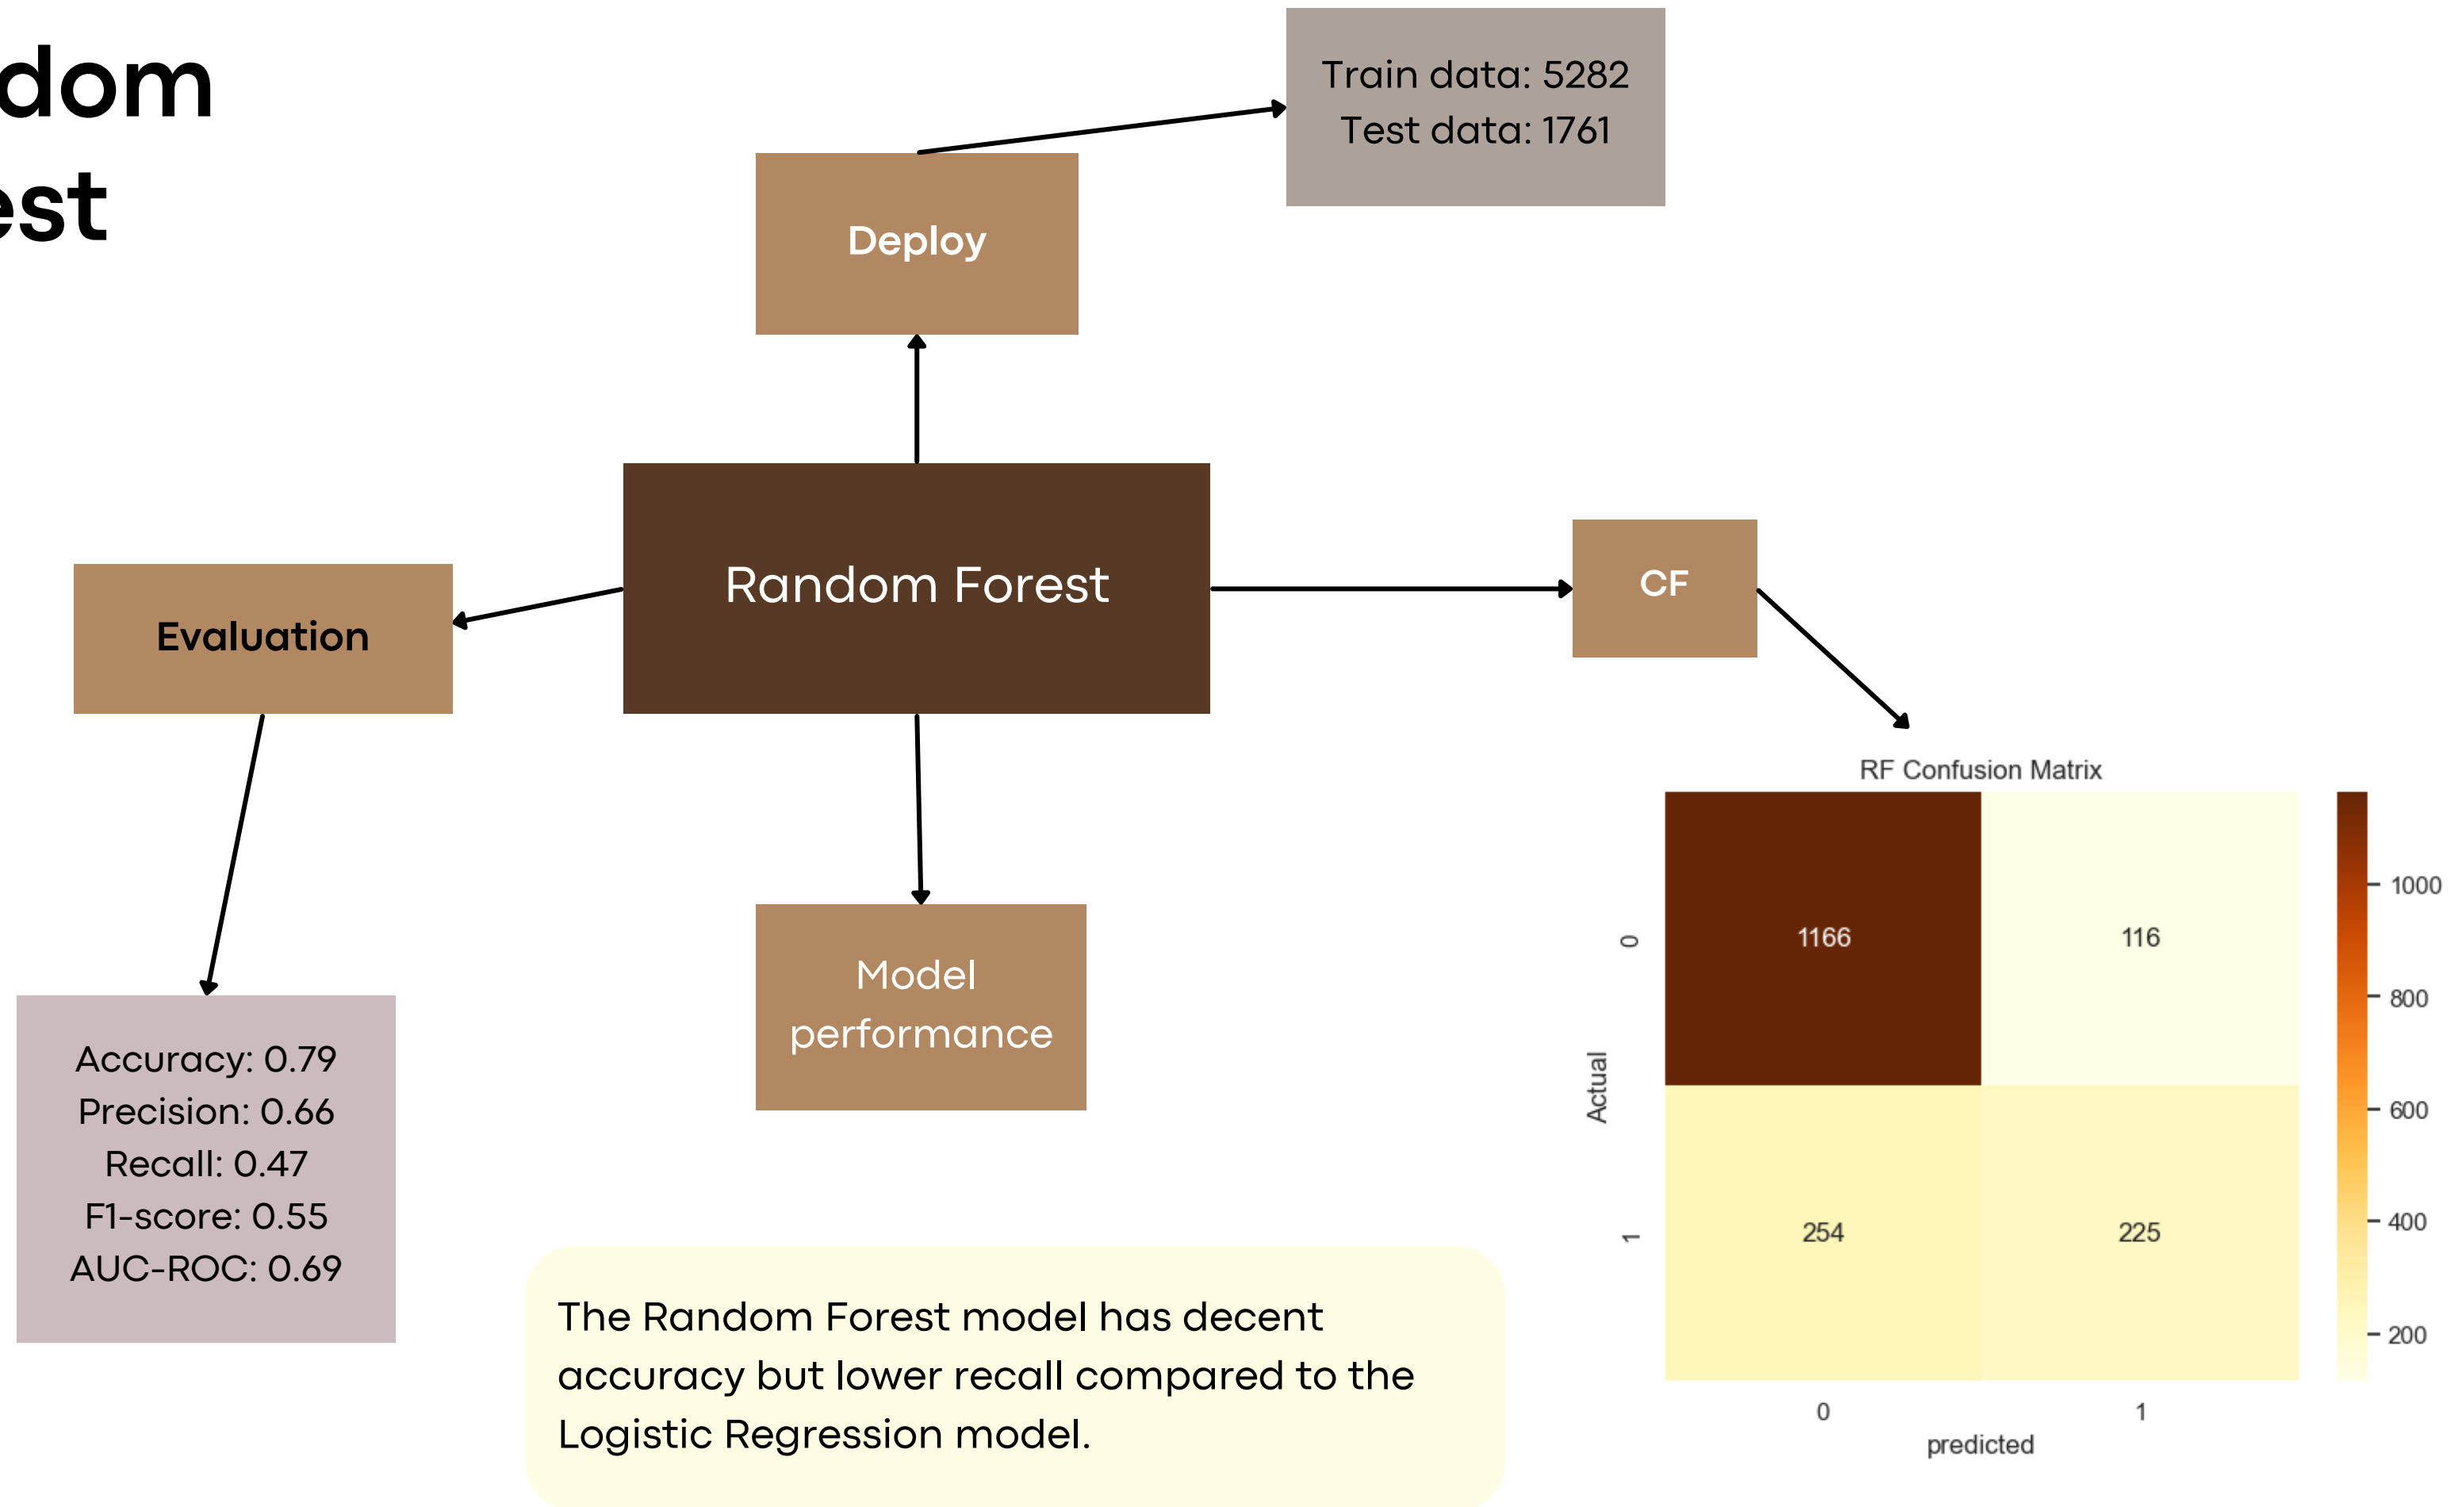 dom
est
Train data: 5282
Test data: 1761
Deploy
Random Forest
CF
Evaluation
Model
performance
Accuracy: 0.79
Precision: 0.66
Recall: 0.47
F1-score: 0.55
AUC-ROC: 0.69
The Random Forest model has decent
accuracy but lower recall compared to the
Logistic Regression model.
RF Confusion Matrix
1166
116
254
225
0
1
Actual
0
1
predicted
1000
800
600
400
200